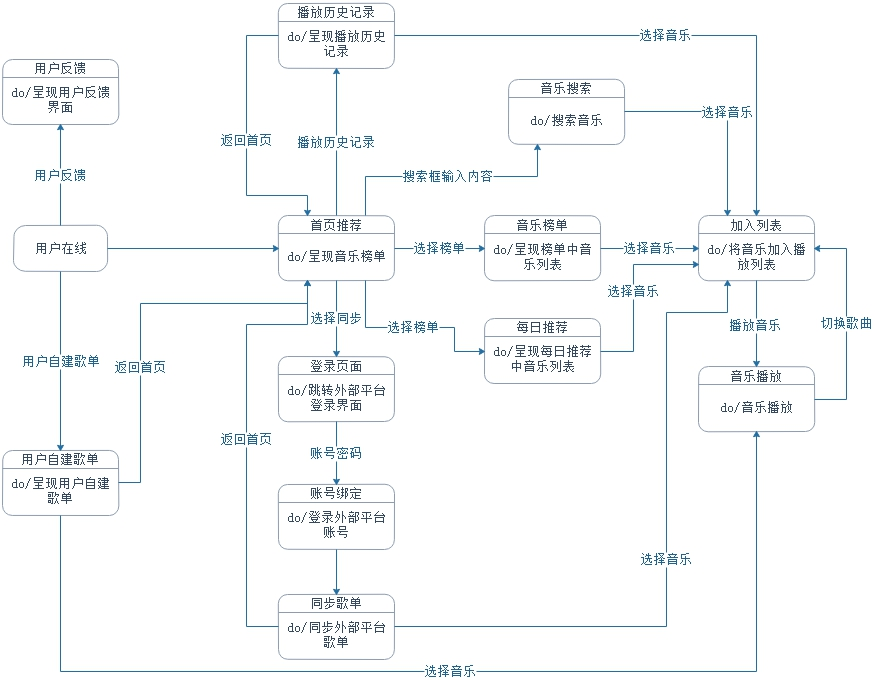 播放历史记录
do/呈现播放历史
记录
选择音乐
用户反馈
do/呈现用户反馈
界面
音乐搜索
do/搜索音乐
选择音乐
返回首页
播放历史记录
用户反馈
搜索框输入内容
首页推荐
do/呈现音乐榜单
音乐榜单
do/呈现榜单中音
乐列表
加入列表
do/将音乐加入播
放列表
用户在线
选择榜单
选择音乐
选择音乐
选择同步
选择榜单
每日推荐
do/呈现每日推荐
中音乐列表
播放音乐
切换歌曲
用户自建歌单
返回首页
登录页面
do/跳转外部平台
登录界面
音乐播放
do/音乐播放
返回首页
账号密码
用户自建歌单
do/呈现用户自建
歌单
账号绑定
do/登录外部平台
账号
选择音乐
同步歌单
do/同步外部平台
歌单
选择音乐